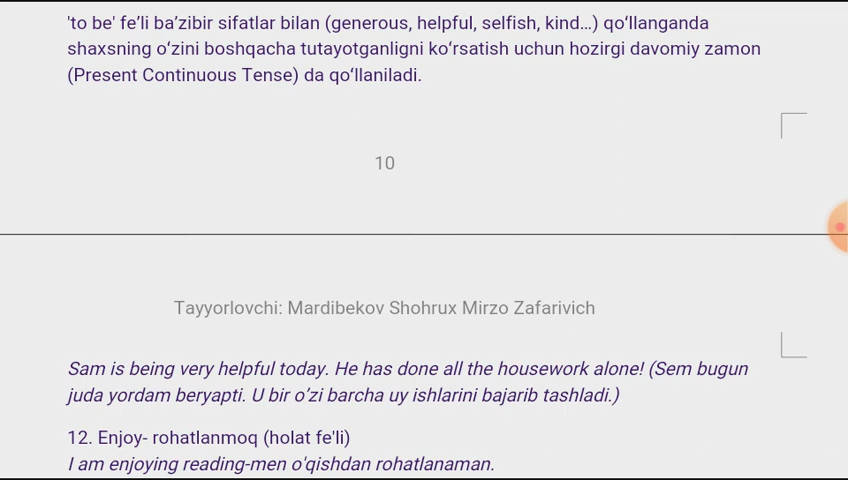 'to be' fe’li ba’zibir sifatlar bilan (generous, helpful, selfish, kind...) qo‘llanganda
shaxsning o‘zini boshqacha tutayotganligni ko‘rsatish uchun hozirgi davomiy zamon
(Present Continuous Tense) da qo‘llaniladi.
10
Tayyorlovchi: Mardibekov Shohrux Mirzo Zafarivich
Sam is being very helpful today. He has done all the housework alone! (Sem bugun
juda yordam beryapti. U bir o’zi barcha uy ishlarini bajarib tashladi.)
12. Enjoy- rohatlanmoq (holat fe'li)
I am enjoying reading-men o'qishdan rohatlanaman.